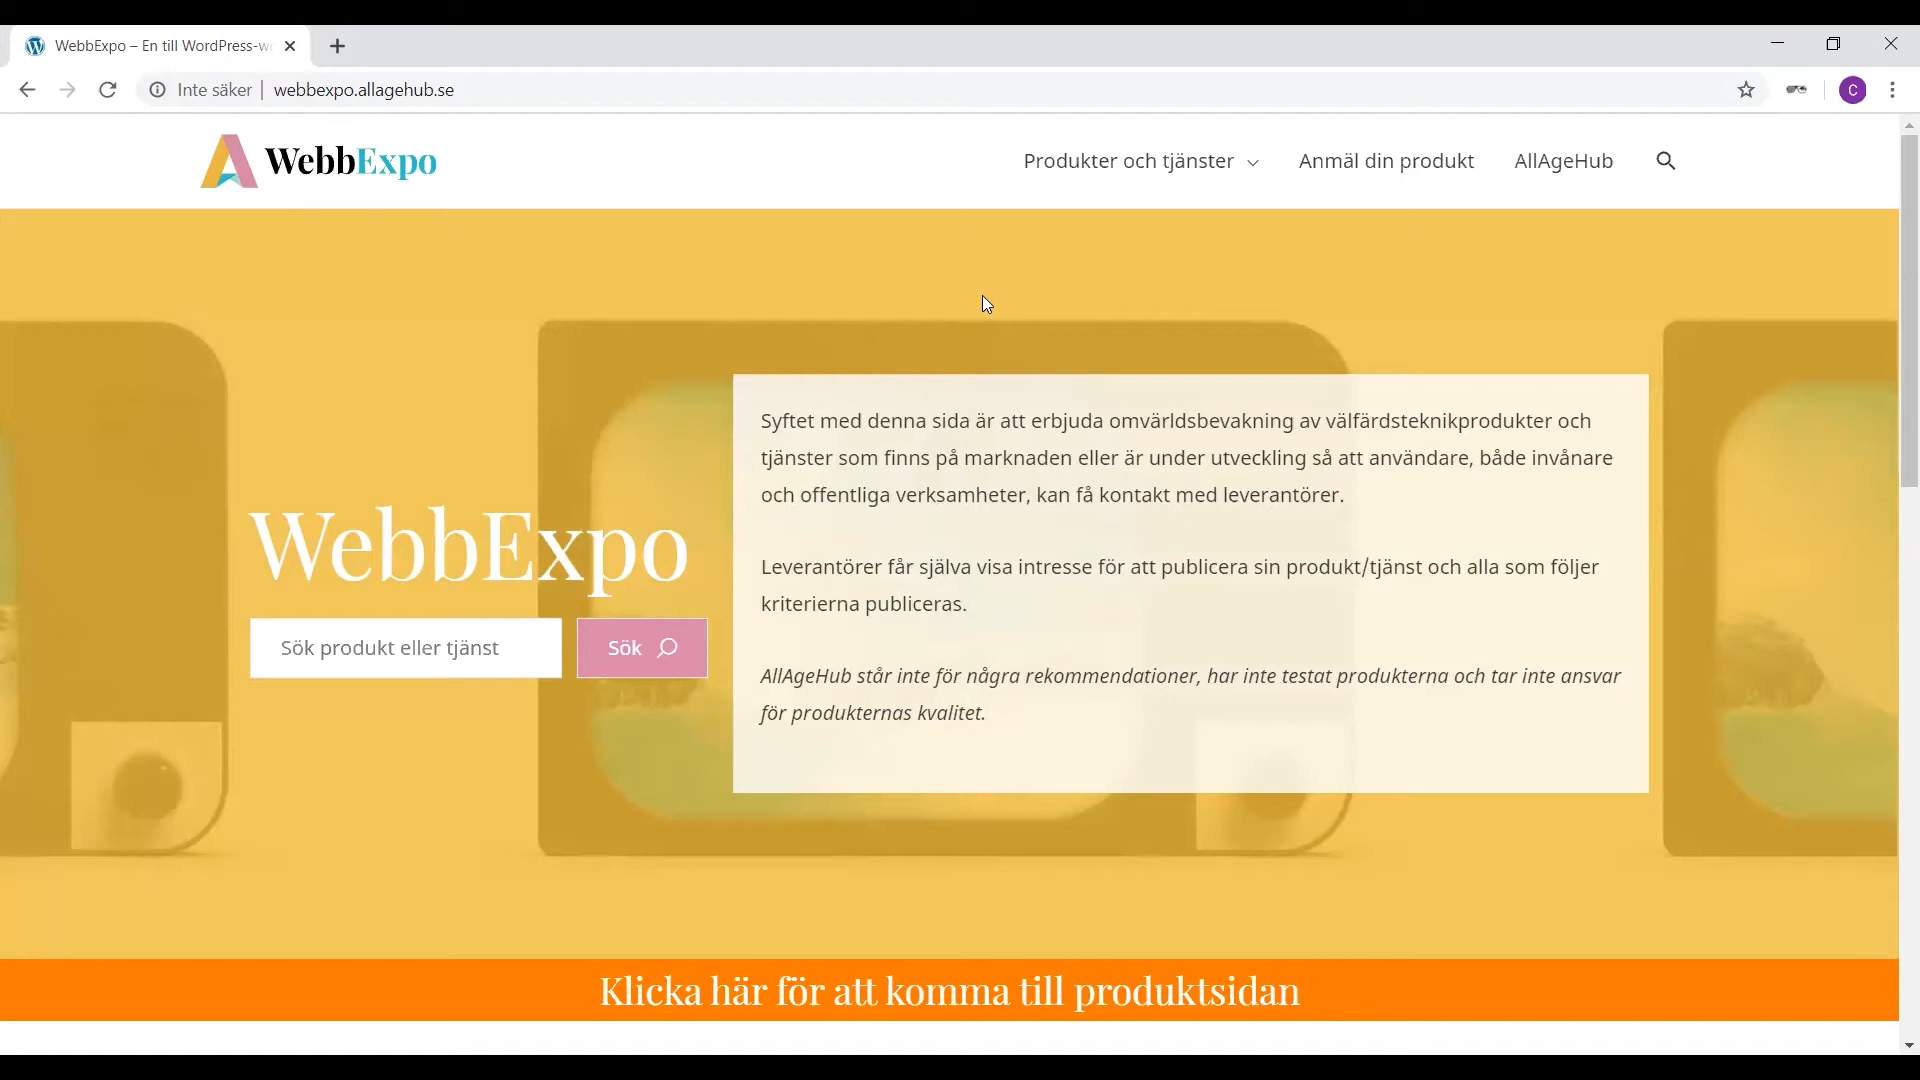 WebbExpo – En till WordPress-w
Inte säker | webbexpo.allagehub.se
C
WebbExpo
Produkter och tjänster
Anmäl din produkt
AllAgeHub
WebbExpo
Sök produkt eller tjänst
Sök
Syftet med denna sida är att erbjuda omvärldsbevakning av välfärdsteknikprodukter och
tjänster som finns på marknaden eller är under utveckling så att användare, både invånare
och offentliga verksamheter, kan få kontakt med leverantörer.
Leverantörer får själva visa intresse för att publicera sin produkt/tjänst och alla som följer
kriterierna publiceras.
AllAgeHub står inte för några rekommendationer, har inte testat produkterna och tar inte ansvar
för produkternas kvalitet.
Klicka här för att komma till produktsidan